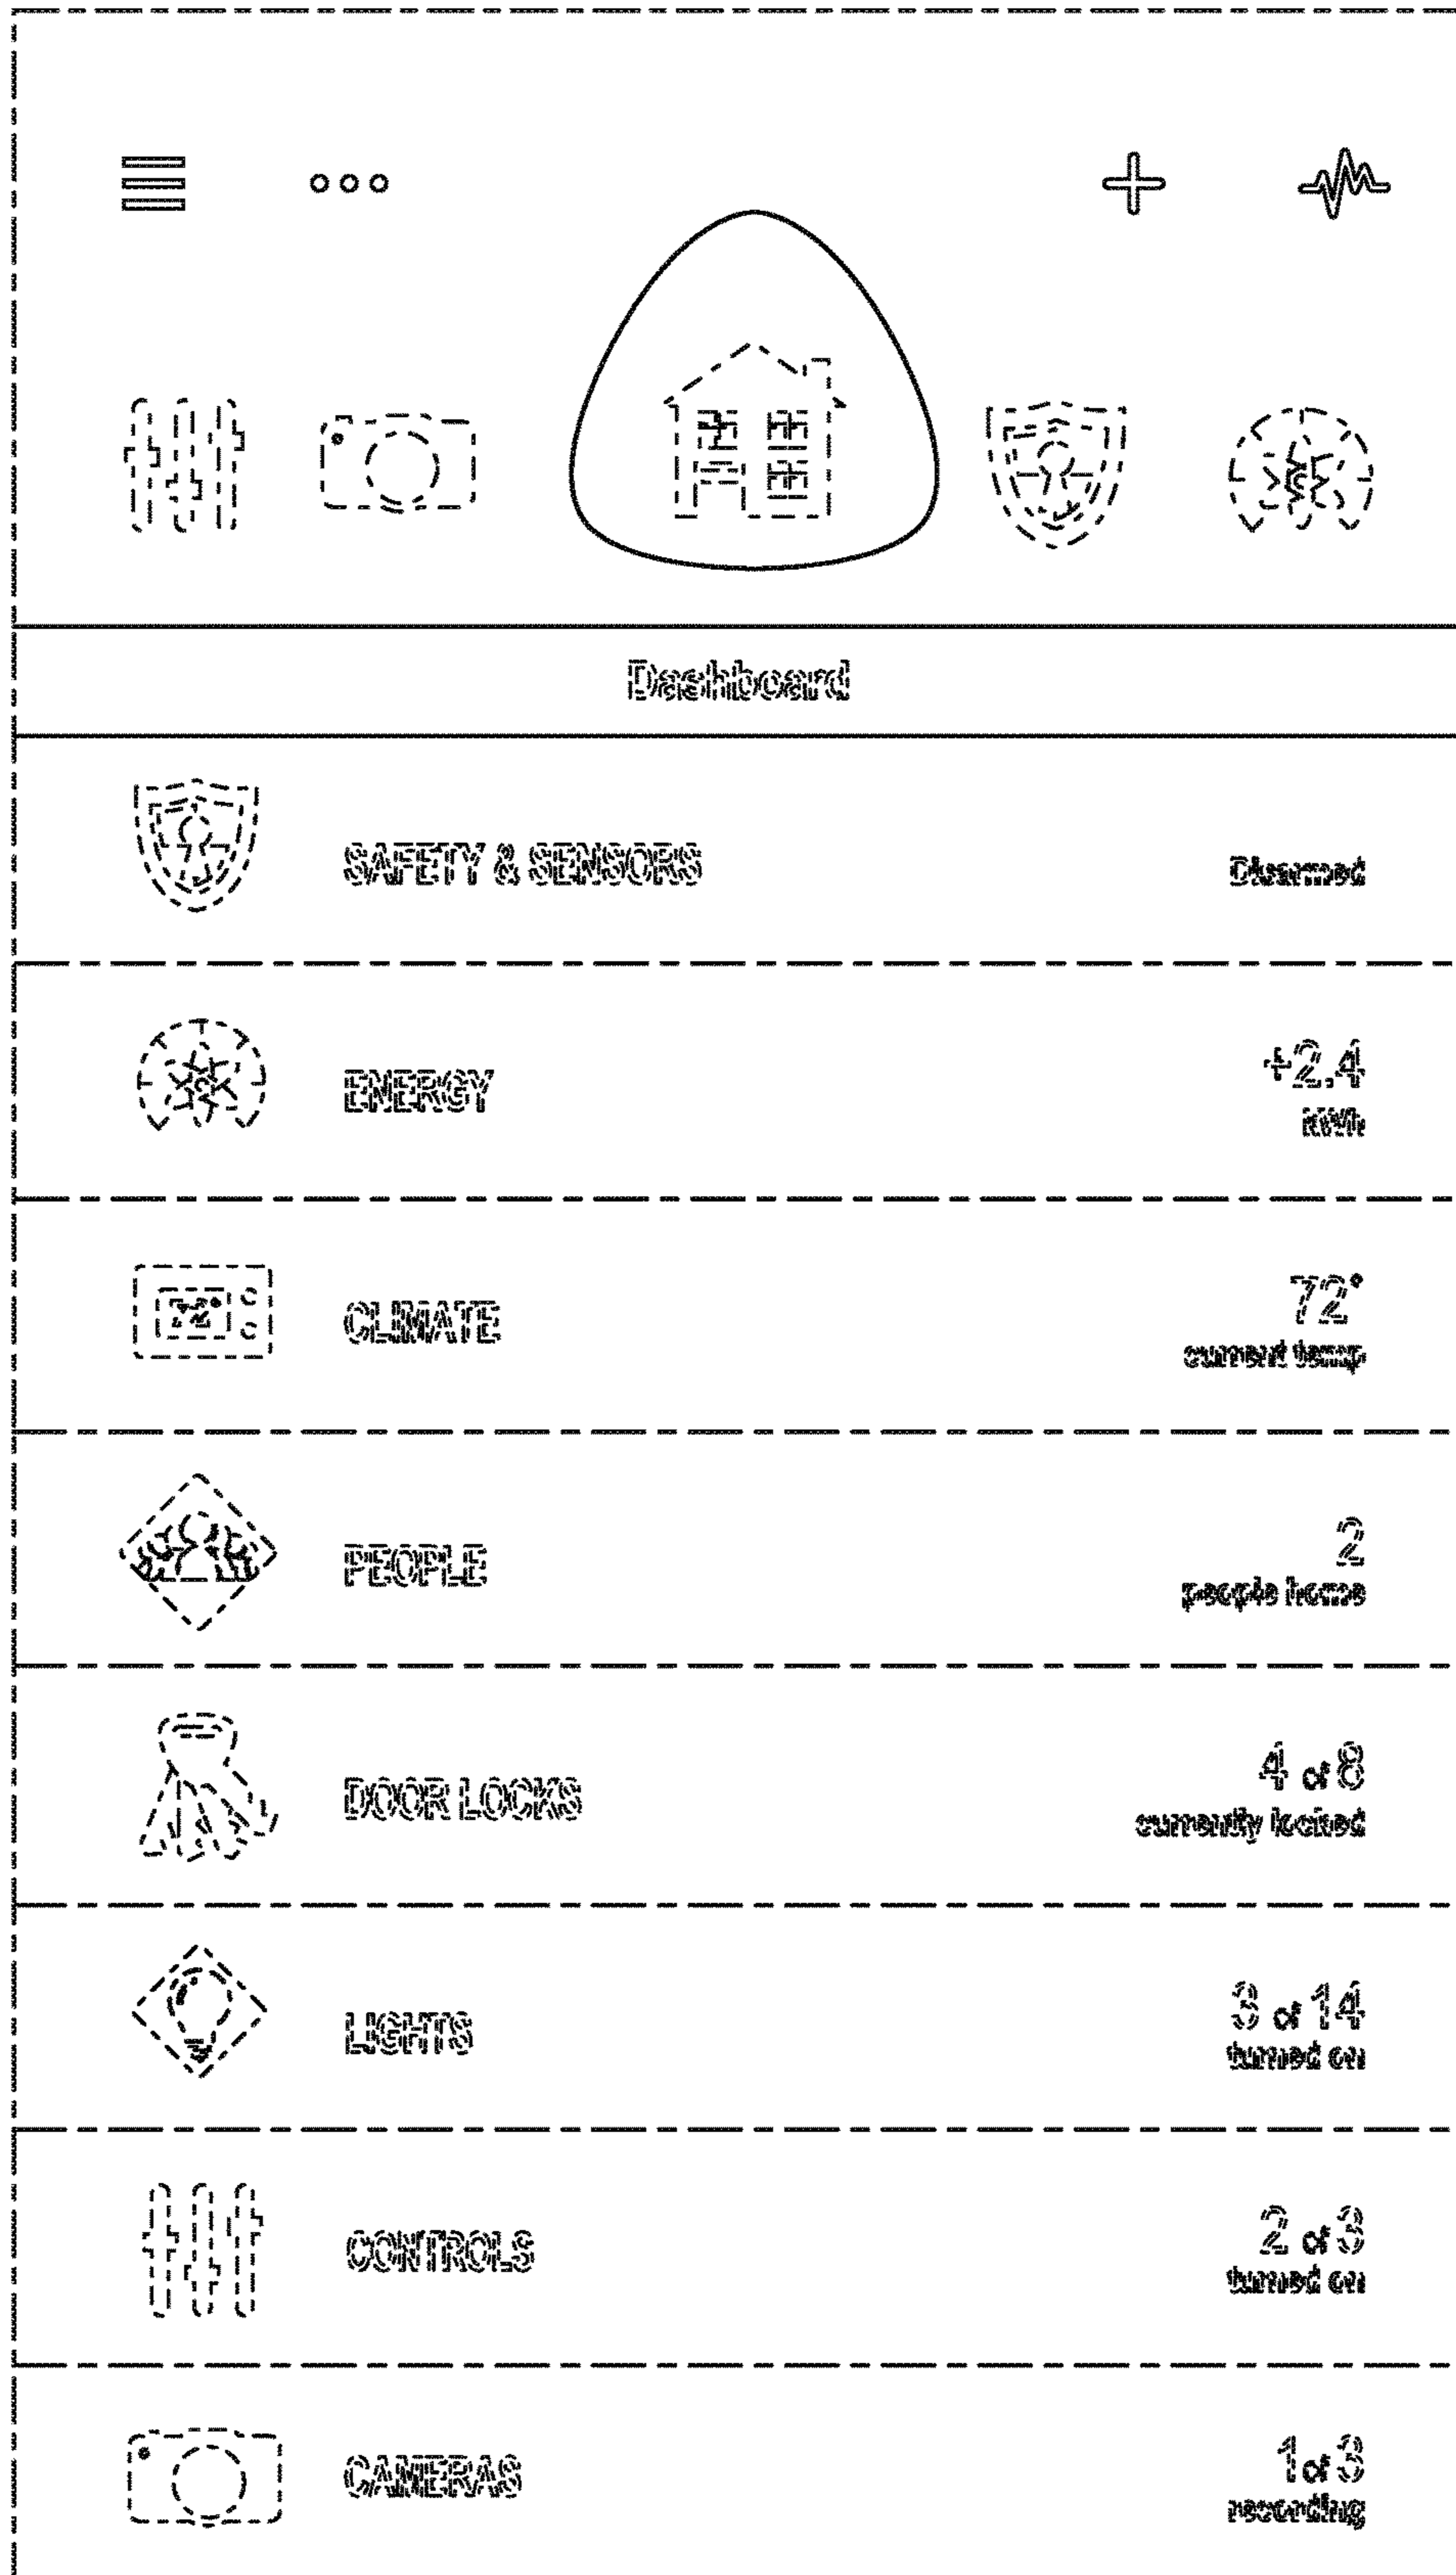 Dashboard
SAFETY & SENSORS
Disarmed
ENERGY
+2.4
kWh
72°
CLIMATE
72°
current temp
PEOPLE
2
people home
DOOR LOCKS
4 of 8
currently locked
LIGHTS
3 of 14
turned on
CONTROLS
2 of 3
turned on
CAMERAS
1 of 3
recording